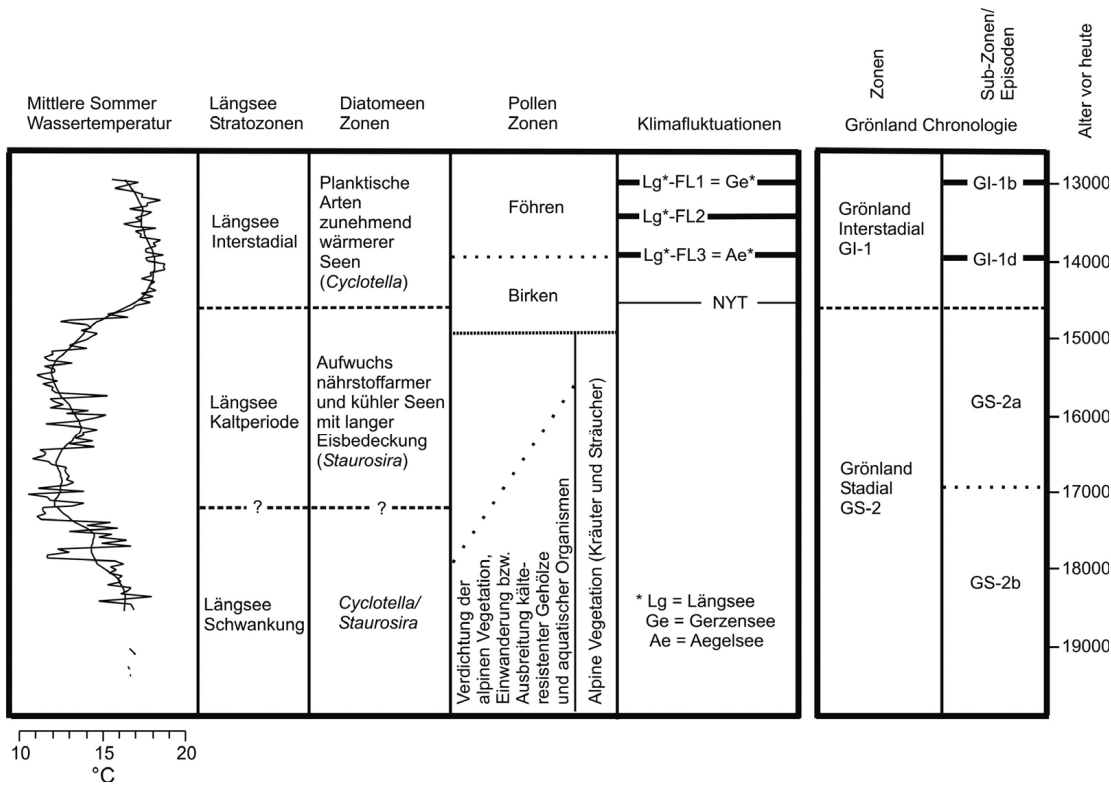 Mittlere Sommer
Wassertemperatur
Längsee
Stratozonen
Diatomeen
Zonen
Pollen
Zonen
Klimafluktuationen
Zonen
Sub-Zonen/
Episoden
Grönland Chronologie
Alter vor heute
Längsee
Interstadial
Längsee
Kaltperiode
?
Längsee
Schwankung
Planktische
Arten
zunehmend
wärmerer
Seen
(Cyclotella)
Aufwuchs
nährstoffarmer
und kühler Seen
mit langer
Eisbedeckung
(Staurosira)
?
Cyclotella/
Staurosira
Föhren
Birken
Verdichtung der
alpinen Vegetation,
Einwanderung bzw.
Ausbreitung kälte-
resistenter Gehölze
und aquatischer Organismen
Alpine Vegetation (Kräuter und Sträucher)
Lg*-FL1 = Ge*
Lg*-FL2
Lg*-FL3 = Ae*
NYT
* Lg = Längsee
Ge = Gerzensee
Ae = Aegelsee
Grönland
Interstadial
GI-1
Grönland
Stadial
GS-2
GI-1b
GI-1d
GS-2a
GS-2b
13000
14000
15000
16000
17000
18000
19000
10 15 20
°C